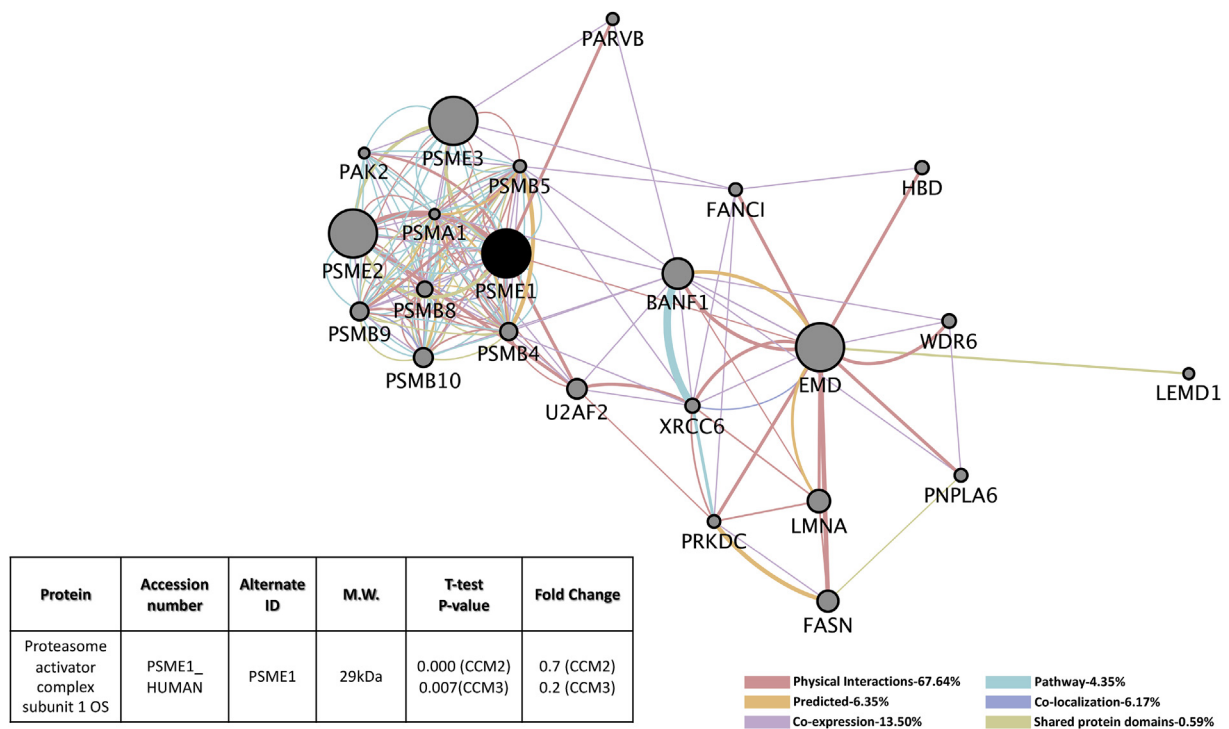 PARVB
PSME3
PAK2
PSMB5
HBD
FANCI
PSMA1
PSME2
PSME1
BANF1
PSMB8
PSMB9
PSMB4
WDR6
PSMB10
EMD
LEMD1
U2AF2
XRCC6
PNPLA6
LMNA
PRKDC
FASN
Protein
Accession
number
Alternate
ID
M.W.
T-test
P-value
Fold Change
Proteasome
activator
complex
subunit 1 OS
PSME1_
HUMAN
PSME1
29kDa
0.000 (CCM2)
0.007(CCM3)
0.7 (CCM2)
0.2 (CCM3)
Physical Interactions-67.64%
Predicted-6.35%
Co-expression-13.50%
Pathway-4.35%
Co-localization-6.17%
Shared protein domains-0.59%